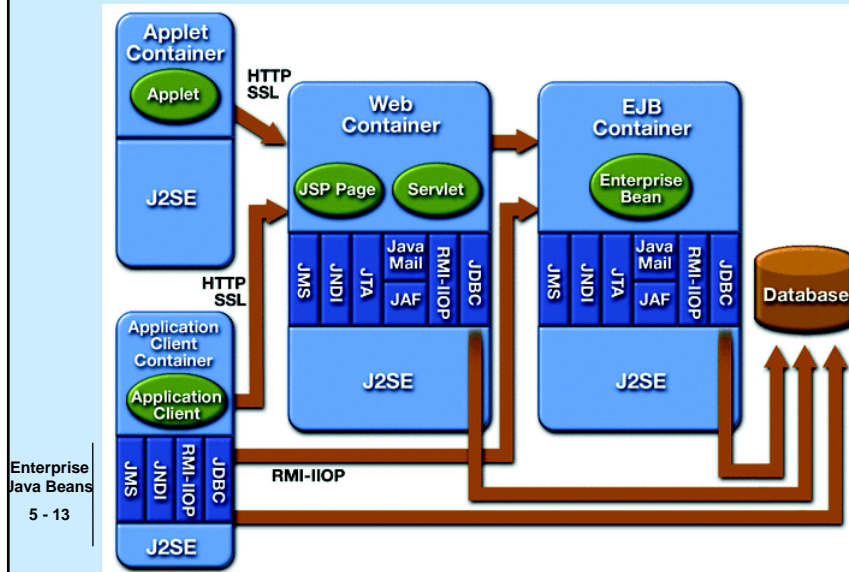 Applet
Container
Applet
J2SE
HTTP
SSL
Web
Container
JSP Page
Servlet
JMS
JNDI
JTA
Java
Mail
JAF
RMI-IIOP
JDBC
J2SE
EJB
Container
Enterprise
Bean
JMS
JNDI
JTA
Java
Mail
JAF
RMI-IIOP
JDBC
J2SE
Database
HTTP
SSL
Application
Client
Container
Application
Client
JMS
JNDI
RMI-IIOP
JDBC
J2SE
RMI-IIOP
Enterprise
Java Beans
5 - 13